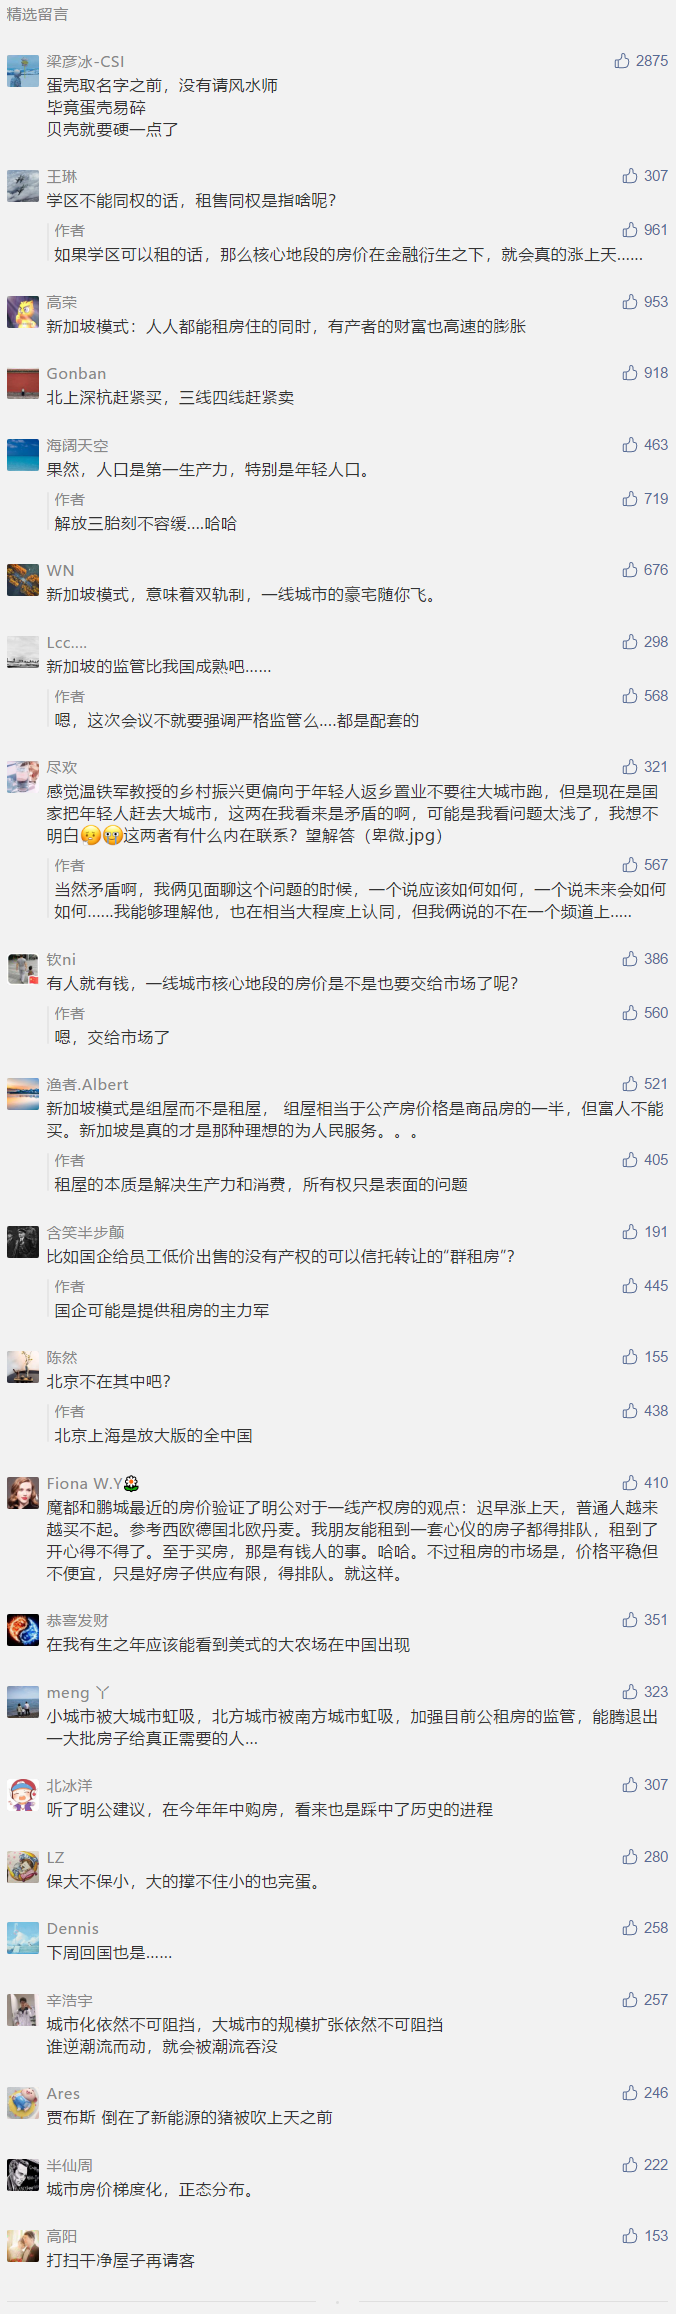 精选留言
梁彦冰-CSI 2875
蛋壳取名字之前，没有请风水师
毕竟蛋壳易碎
贝壳就要硬一点了
王琳 307
学区不能同权的话，租售同权是指啥呢？
作者 961
如果学区可以租的话，那么核心地段的房价在金融衍生之下，就会真的涨上天......
高荣 953
新加坡模式：人人都能租房住的同时，有产者的财富也高速的膨胀
Gonban 918
北上深杭赶紧买，三线四线赶紧卖
海阔天空 463
果然，人口是第一生产力，特别是年轻人口。
作者 719
解放三胎刻不容缓....哈哈
WN 676
新加坡模式，意味着双轨制，一线城市的豪宅随你飞。
Lcc.... 298
新加坡的监管比我国成熟吧......
作者 568
嗯，这次会议不就要强调严格监管么....都是配套的
尽欢 321
感觉温铁军教授的乡村振兴更偏向于年轻人返乡置业不要往大城市跑，但是现在是国
家把年轻人赶去大城市，这两在我看来是矛盾的啊，可能是我看问题太浅了，我想不
明白🥺😢这两者有什么内在联系？望解答（卑微.jpg）
作者 567
当然矛盾啊，我俩见面聊这个问题的时候，一个说应该如何如何，一个说未来会如何
如何......我能够理解他，也在相当大程度上认同，但我俩说的不在一个频道上.....
钦ni 386
有人就有钱，一线城市核心地段的房价是不是也要交给市场了呢？
作者 560
嗯，交给市场了
渔者.Albert 521
新加坡模式是组屋而不是租屋， 组屋相当于公产房价格是商品房的一半，但富人不能
买。新加坡是真的才是那种理想的为人民服务。。。
作者 405
租屋的本质是解决生产力和消费，所有权只是表面的问题
含笑半步颠 191
比如国企给员工低价出售的没有产权的可以信托转让的“群租房”？
作者 445
国企可能是提供租房的主力军
陈然 155
北京不在其中吧？
作者 438
北京上海是放大版的全中国
Fiona W.Y 410
魔都和鹏城最近的房价验证了明公对于一线产权房的观点：迟早涨上天，普通人越来
越买不起。参考西欧德国北欧丹麦。我朋友能租到一套心仪的房子都得排队，租到了
开心得不得了。至于买房，那是有钱人的事。哈哈。不过租房的市场是，价格平稳但
不便宜，只是好房子供应有限，得排队。就这样。
恭喜发财 351
在我有生之年应该能看到美式的大农场在中国出现
meng 丫 323
小城市被大城市虹吸，北方城市被南方城市虹吸，加强目前公租房的监管，能腾退出
一大批房子给真正需要的人...
北冰洋 307
听了明公建议，在今年年中购房，看来也是踩中了历史的进程
LZ 280
保大不保小，大的撑不住小的也完蛋。
Dennis 258
下周回国也是......
辛浩宇 257
城市化依然不可阻挡，大城市的规模扩张依然不可阻挡
谁逆潮流而动，就会被潮流吞没
Ares 246
贾布斯 倒在了新能源的猪被吹上天之前
半仙周 222
城市房价梯度化，正态分布。
高阳 153
打扫干净屋子再请客